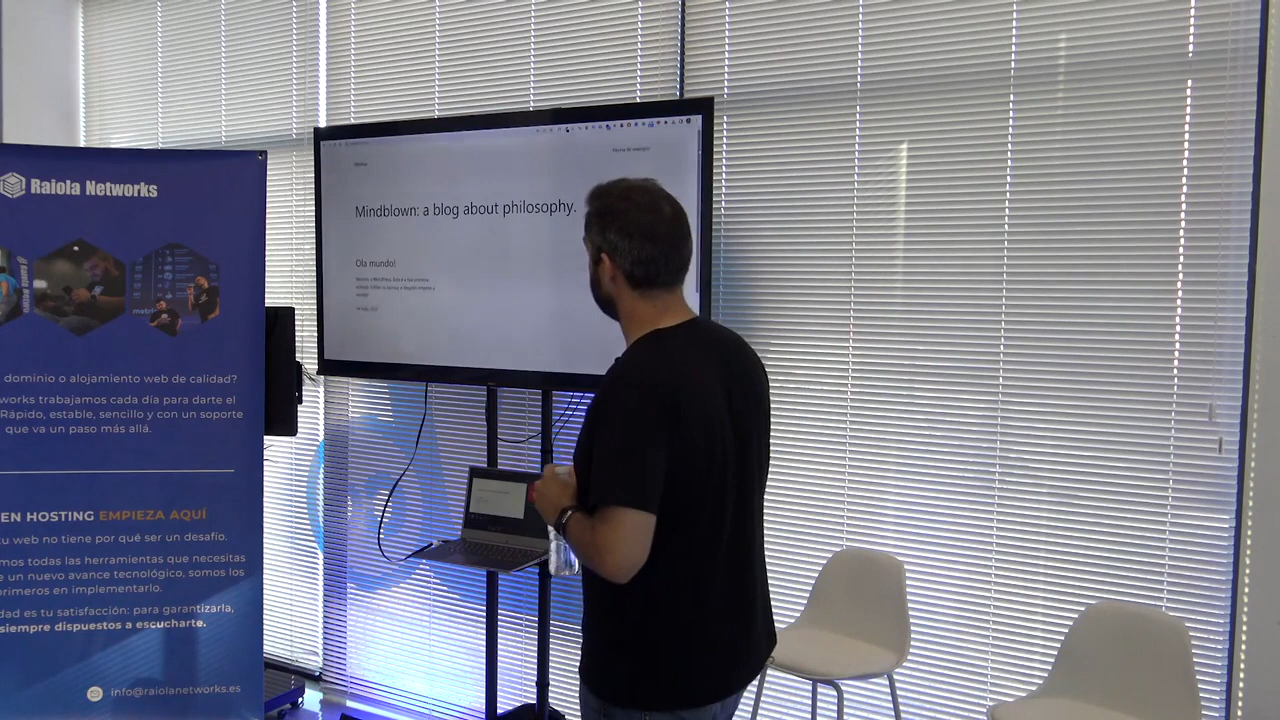 Raiola Networks
dominio o alojamiento web de calidad?
works trabajamos cada día para darte el
Rápido, estable, sencillo y con un soporte
que va un paso más allá.
EN HOSTING EMPIEZA AQUÍ
tu web no tiene por qué ser un desafío.
mos todas las herramientas que necesitas
e un nuevo avance tecnológico, somos los
primeros en implementarlo.
dad es tu satisfacción: para garantizarla,
siempre dispuestos a escucharte.
info@raiolanetworks.es
Mindblown: a blog about philosophy.
Ola mundo!